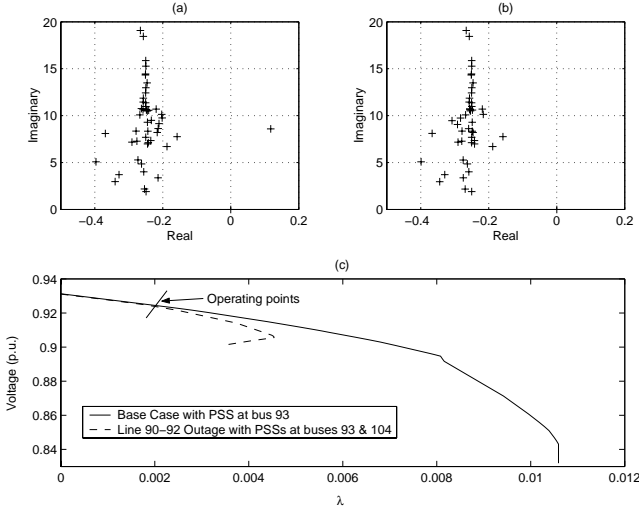 (a)
20
15
10
5
0
−0.4
−0.2
0
0.2
Imaginary
Real
(b)
20
15
10
5
0
−0.4
−0.2
0
0.2
Imaginary
Real
(c)
0.94
0.92
0.9
0.88
0.86
0.84
Voltage (p.u.)
Operating points
Base Case with PSS at bus 93
Line 90−92 Outage with PSSs at buses 93 & 104
0
0.002
0.004
0.006
0.008
0.01
0.012
λ